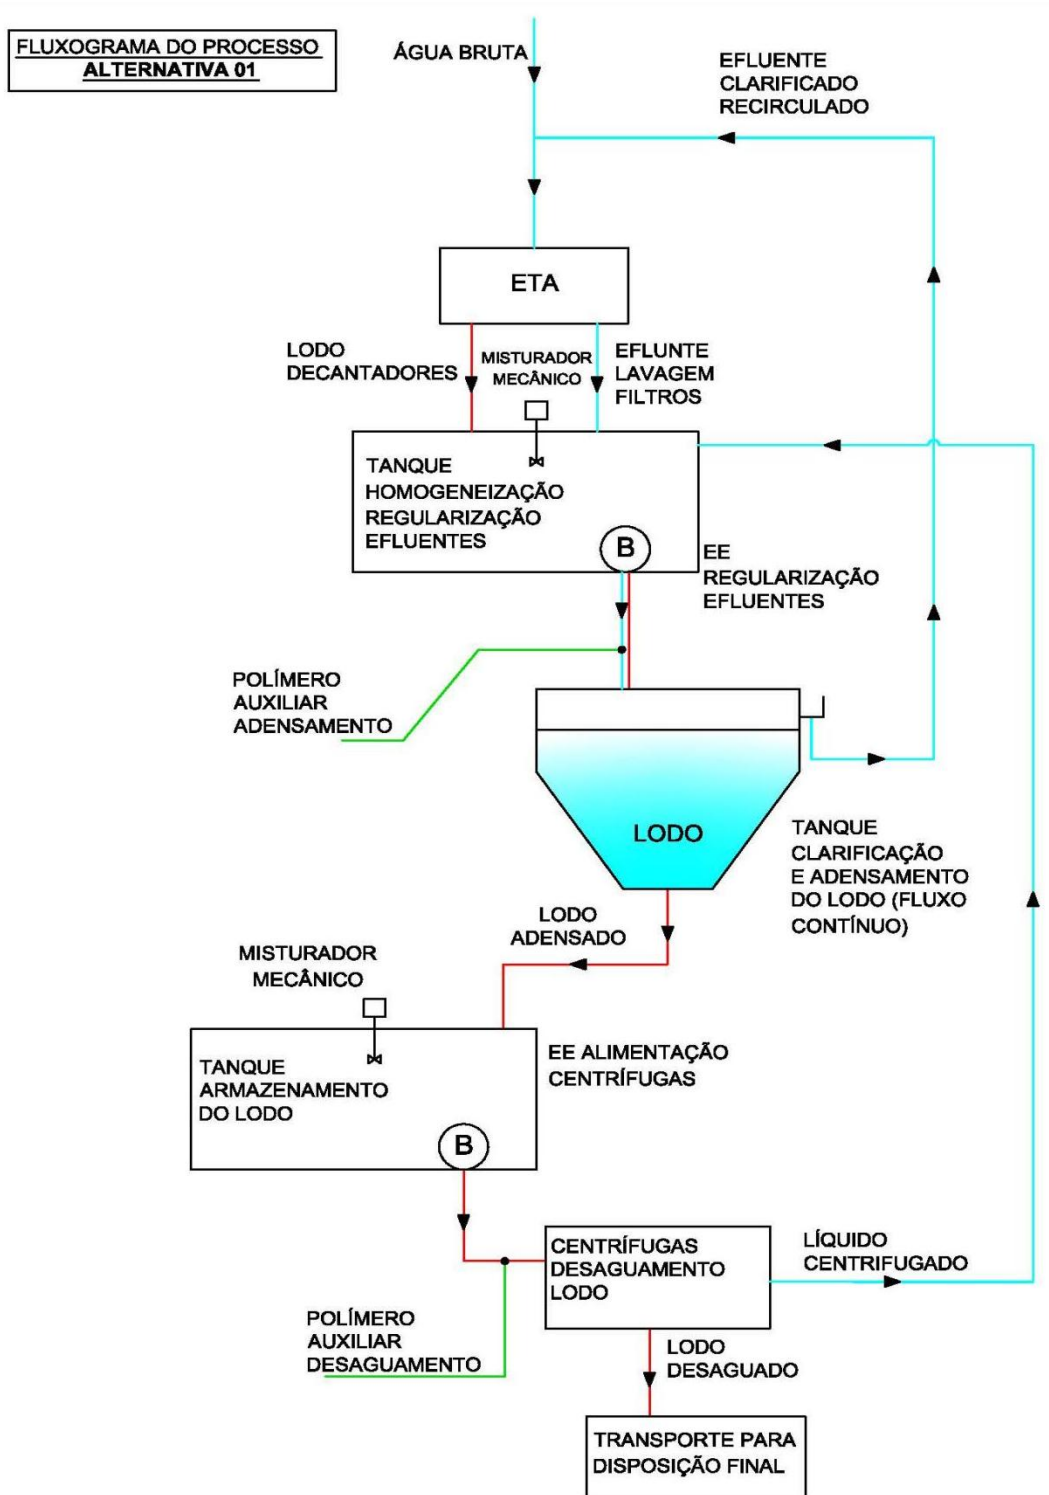 FLUXOGRAMA DO PROCESSO
ALTERNATIVA 01
ÁGUA BRUTA
EFLUENTE
CLARIFICADO
RECIRCULADO
ETA
LODO
DECANTADORES
MISTURADOR
MECÂNICO
EFLUNTE
LAVAGEM
FILTROS
TANQUE
HOMOGENEIZAÇÃO
REGULARIZAÇÃO
EFLUENTES
B
EE
REGULARIZAÇÃO
EFLUENTES
POLÍMERO
AUXILIAR
ADENSAMENTO
LODO
TANQUE
CLARIFICAÇÃO
E ADENSAMENTO
DO LODO (FLUXO
CONTÍNUO)
LODO
ADENSADO
MISTURADOR
MECÂNICO
TANQUE
ARMAZENAMENTO
DO LODO
B
EE ALIMENTAÇÃO
CENTRÍFUGAS
CENTRÍFUGAS
DESAGUAMENTO
LODO
LÍQUIDO
CENTRIFUGADO
POLÍMERO
AUXILIAR
DESAGUAMENTO
LODO
DESAGUADO
TRANSPORTE PARA
DISPOSIÇÃO FINAL